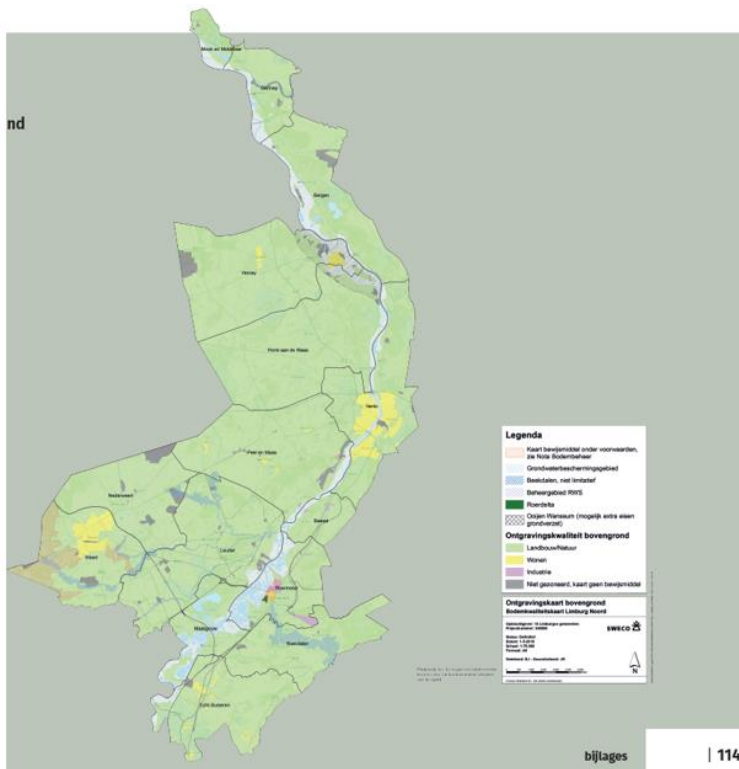 nd
Mook en Middelaar
Gennep
Bergen
Venray
Horst aan de Maas
Venlo
Peel en Maas
Nederweert
Beesel
Weert
Leudal
Roermond
Maasgouw
Roerdalen
Echt-Susteren
Legenda
Kaart bewijsmiddel onder voorwaarden,
zie Nota Bodembeheer
Grondwaterbeschermingsgebied
Beekdalen, niet limitatief
Beheergebied RWS
Roerdelta
Ooijen Wanssum (mogelijk extra eisen
grondverzet)
Ontgravingskwaliteit bovengrond
Landbouw/Natuur
Wonen
Industrie
Niet gezoneerd, kaart geen bewijsmiddel
Ontgravingskaart bovengrond
Bodemkwaliteitskaart Limburg Noord
SWECO
N
bijlages
| 114